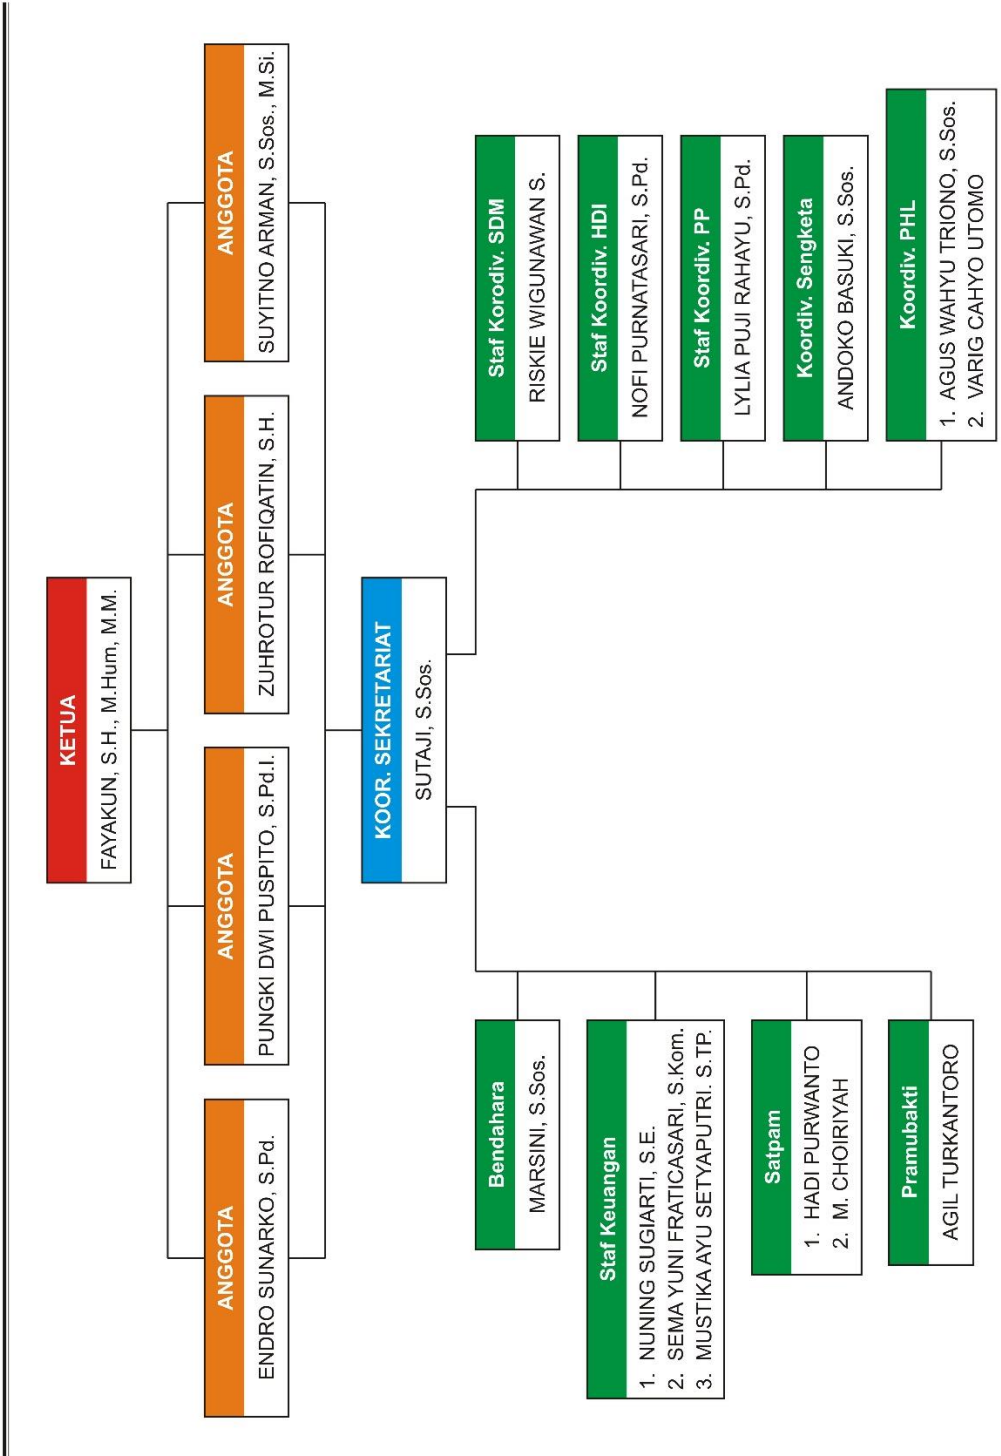 KETUA
FAYAKUN, S.H., M.Hum, M.M.
ANGGOTA
ENDRO SUNARKO, S.Pd.
ANGGOTA
PUNGKI DWI PUSPITO, S.Pd.I.
ANGGOTA
ZUHROTUR ROFIQATIN, S.H.
ANGGOTA
SUYITNO ARMAN, S.Sos., M.Si.
KOOR. SEKRETARIAT
SUTAJI, S.Sos.
Bendahara
MARSINI, S.Sos.
Staf Keuangan
1. NUNING SUGIARTI, S.E.
2. SEMA YUNI FRATICASARI, S.Kom.
3. MUSTIKA AYU SETYAPUTRI. S.TP.
Satpam
1. HADI PURWANTO
2. M. CHOIRIYAH
Pramubakti
AGIL TURKANTORO
Staf Korodiv. SDM
RISKIE WIGUNAWAN S.
Staf Koordiv. HDI
NOFI PURNATASARI, S.Pd.
Staf Koordiv. PP
LYLIA PUJI RAHAYU, S.Pd.
Koordiv. Sengketa
ANDOKO BASUKI, S.Sos.
Koordiv. PHL
1. AGUS WAHYU TRIONO, S.Sos.
2. VARIG CAHYO UTOMO